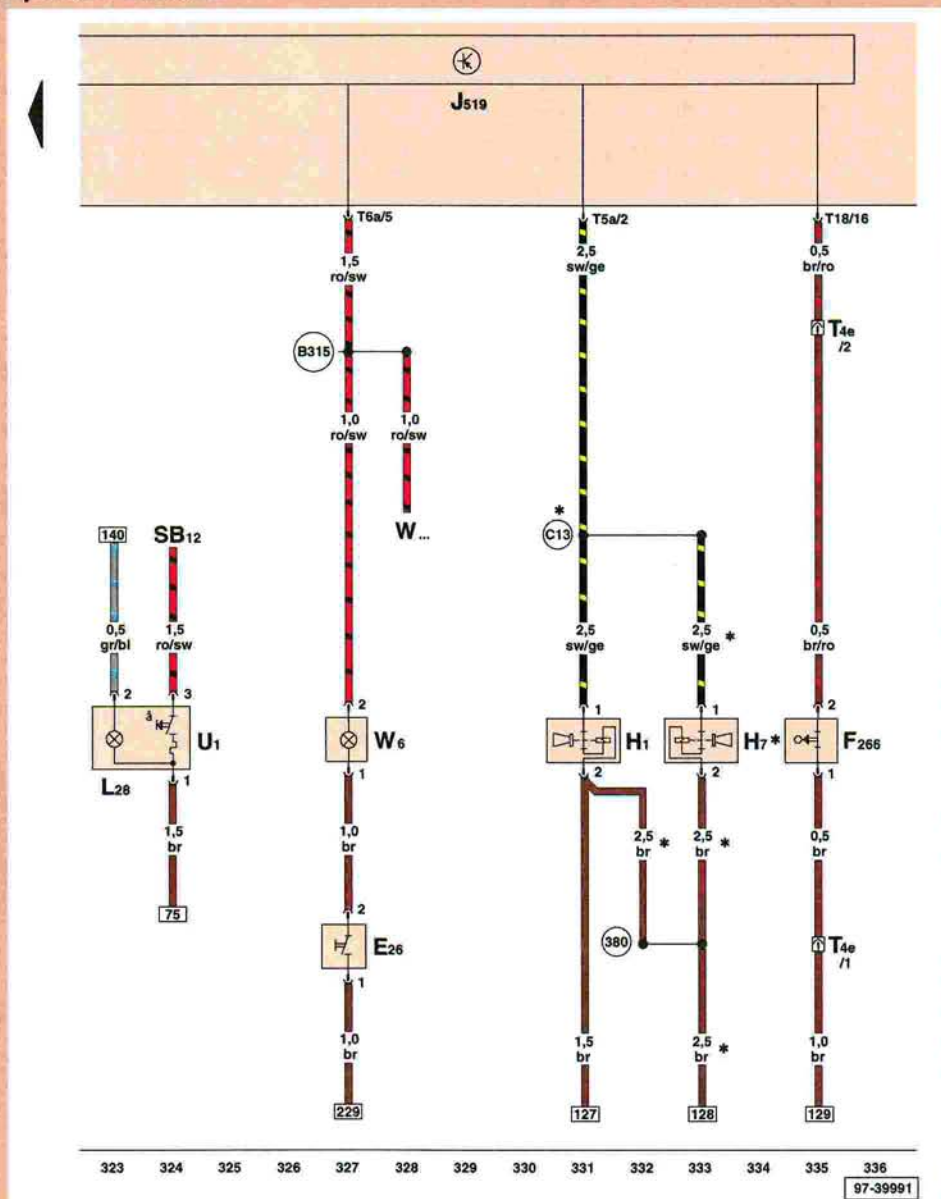 J519
T6a/5
T5a/2
T18/16
1,5
ro/sw
2,5
sw/ge
0,5
br/ro
T4e
/2
B315
1,0
ro/sw
1,0
ro/sw
W...
*
C13
140
SB12
0,5
gr/bl
1,5
ro/sw
2,5
sw/ge
2,5
sw/ge *
0,5
br/ro
2
3
2
1
1
2
U1
W6
H1
H7*
F266
L28
1
1
2
2
1
1,5
br
1,0
br
2,5
br *
2,5
br *
0,5
br
75
2
E26
380
T4e
/1
1
1,0
br
1,5
br
2,5
br *
1,0
br
229
127
128
129
323 324 325 326 327 328 329 330 331 332 333 334 335 336
97-39991